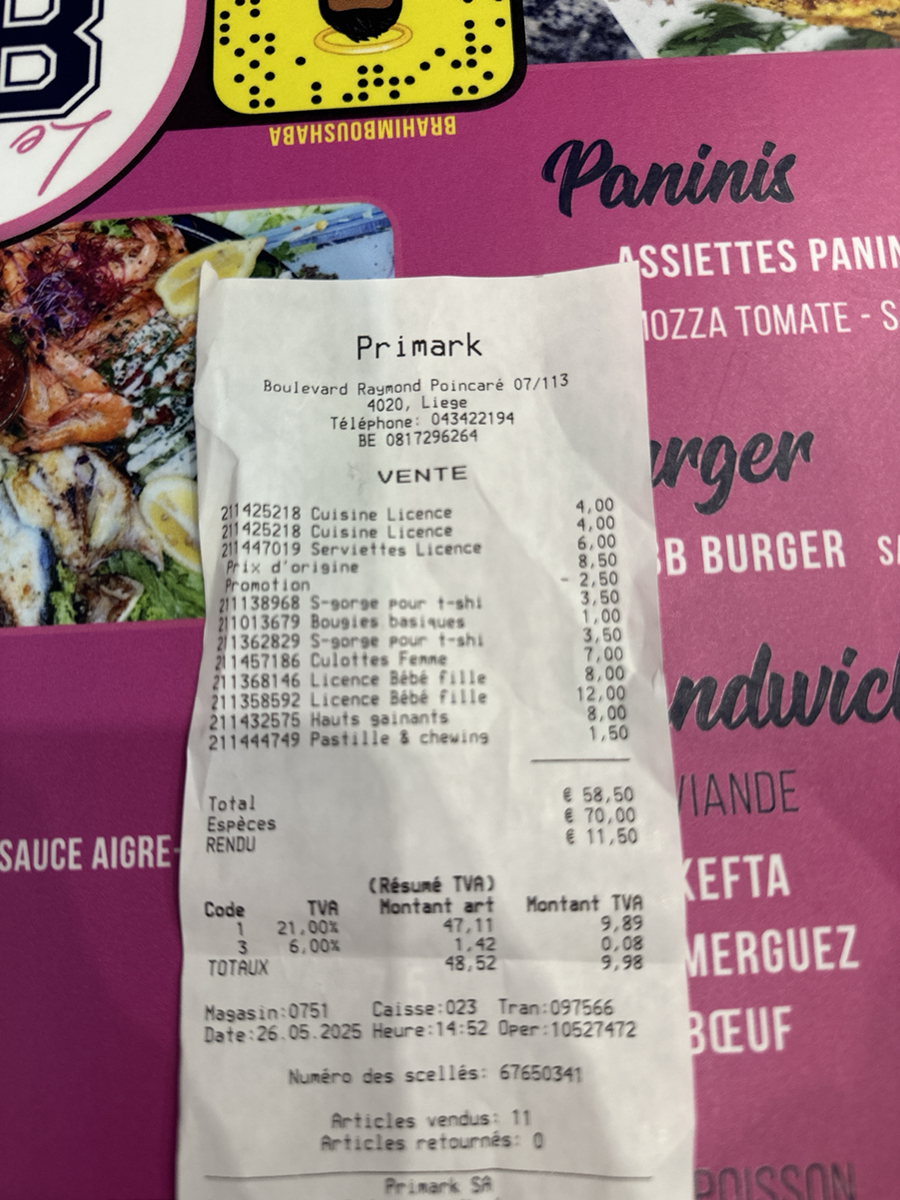 B
Le
BRAHIMBOUSHABA
Paninis
ASSIETTES PANIN
MOZZA TOMATE - S
Primark
Boulevard Raymond Poincaré 07/113
4020, Liege
Téléphone: 043422194
BE 0817296264
VENTE
211425218 Cuisine Licence 4,00
211425218 Cuisine Licence 4,00
211447019 Serviettes Licence 6,00
Prix d'origine 8,50
Promotion - 2,50
211138968 S-gorge pour t-shi 3,50
211013679 Bougies basiques 1,00
211362829 S-gorge pour t-shi 3,50
211457186 Culottes Femme 7,00
211368146 Licence Bébé fille 8,00
211358592 Licence Bébé fille 12,00
211432575 Hauts gainants 8,00
211444749 Pastille & chewing 1,50
Total € 58,50
Espèces € 70,00
RENDU € 11,50
(Résumé TVA)
Code TVA Montant art Montant TVA
1 21,00% 47,11 9,89
3 6,00% 1,42 0,08
TOTAUX 48,52 9,98
Magasin:0751 Caisse:023 Tran:097566
Date:26.05.2025 Heure:14:52 Oper:10527472
Numéro des scellés: 67650341
Articles vendus: 11
Articles retournés: 0
Primark SA
urger
BB BURGER SA
ndwich
VIANDE
SAUCE AIGRE-
KEFTA
MERGUEZ
BŒUF
POISSON